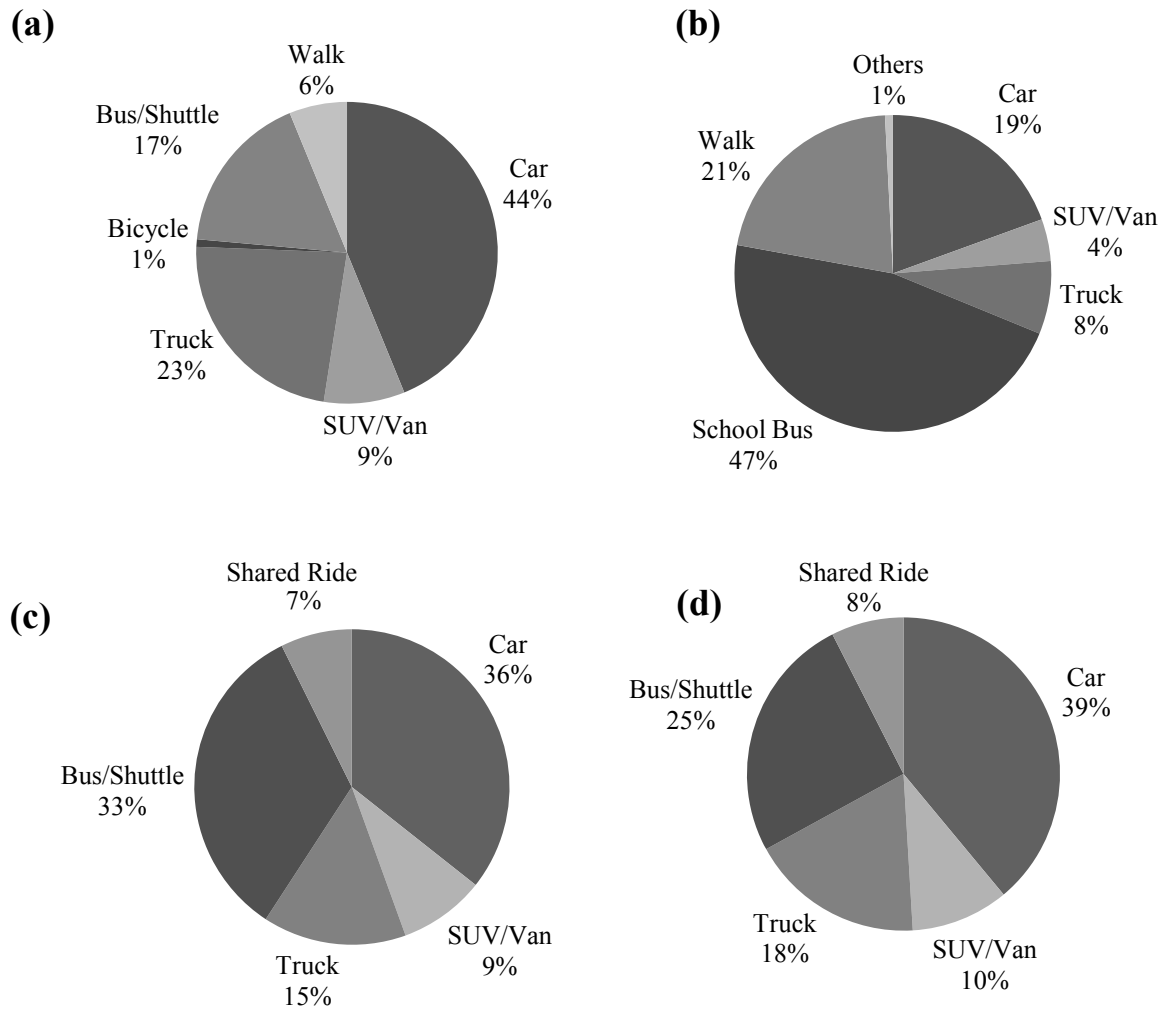 (a)
Walk
6%
Bus/Shuttle
17%
Car
44%
Bicycle
1%
Truck
23%
SUV/Van
9%
(b)
Others
1%
Car
19%
Walk
21%
SUV/Van
4%
Truck
8%
School Bus
47%
(c)
Shared Ride
7%
Car
36%
Bus/Shuttle
33%
SUV/Van
9%
Truck
15%
(d)
Shared Ride
8%
Car
39%
Bus/Shuttle
25%
Truck
18%
SUV/Van
10%